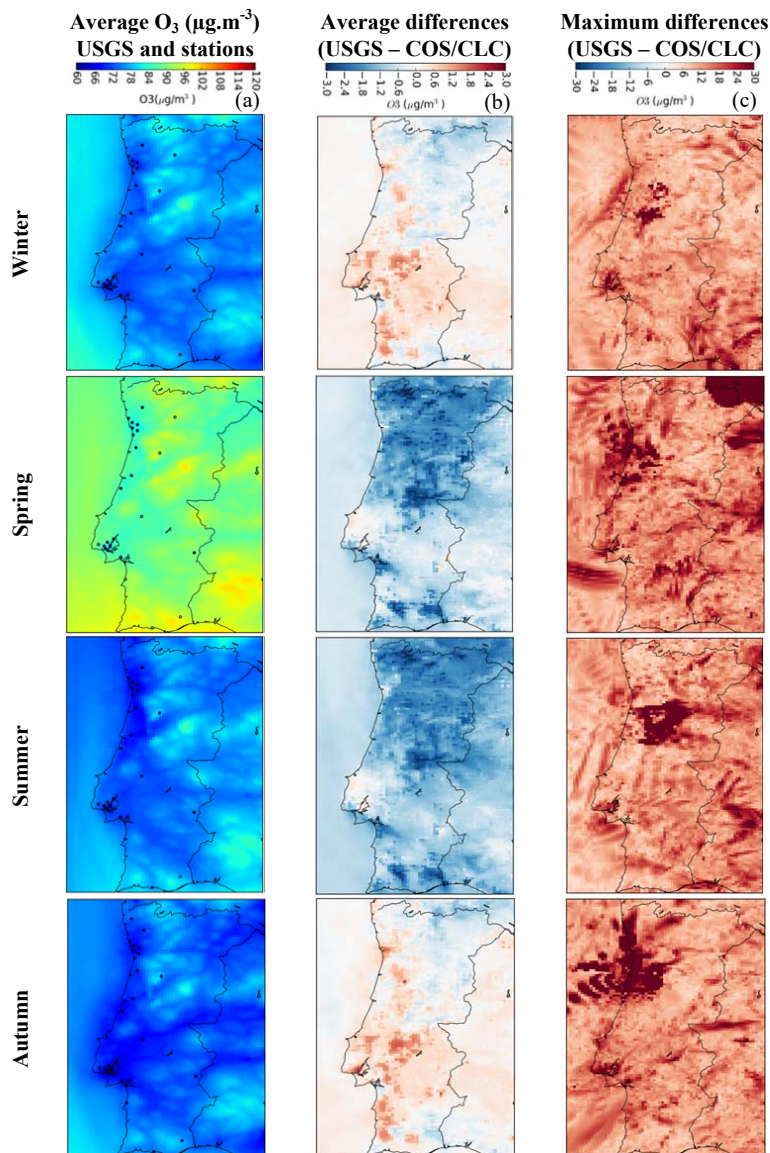 Average O₃ (µg.m⁻³)
USGS and stations
60 66 72 78 84 90 96 102 108 114 120
O3(µg/m³)
(a)
Average differences
(USGS – COS/CLC)
-3.0 -2.4 -1.8 -1.2 -0.6 0.0 0.6 1.2 1.8 2.4 3.0
O3 (µg/m³)
(b)
Maximum differences
(USGS – COS/CLC)
-30 -24 -18 -12 -6 0 6 12 18 24 30
O3 (µg/m³)
(c)
Winter
Spring
Summer
Autumn